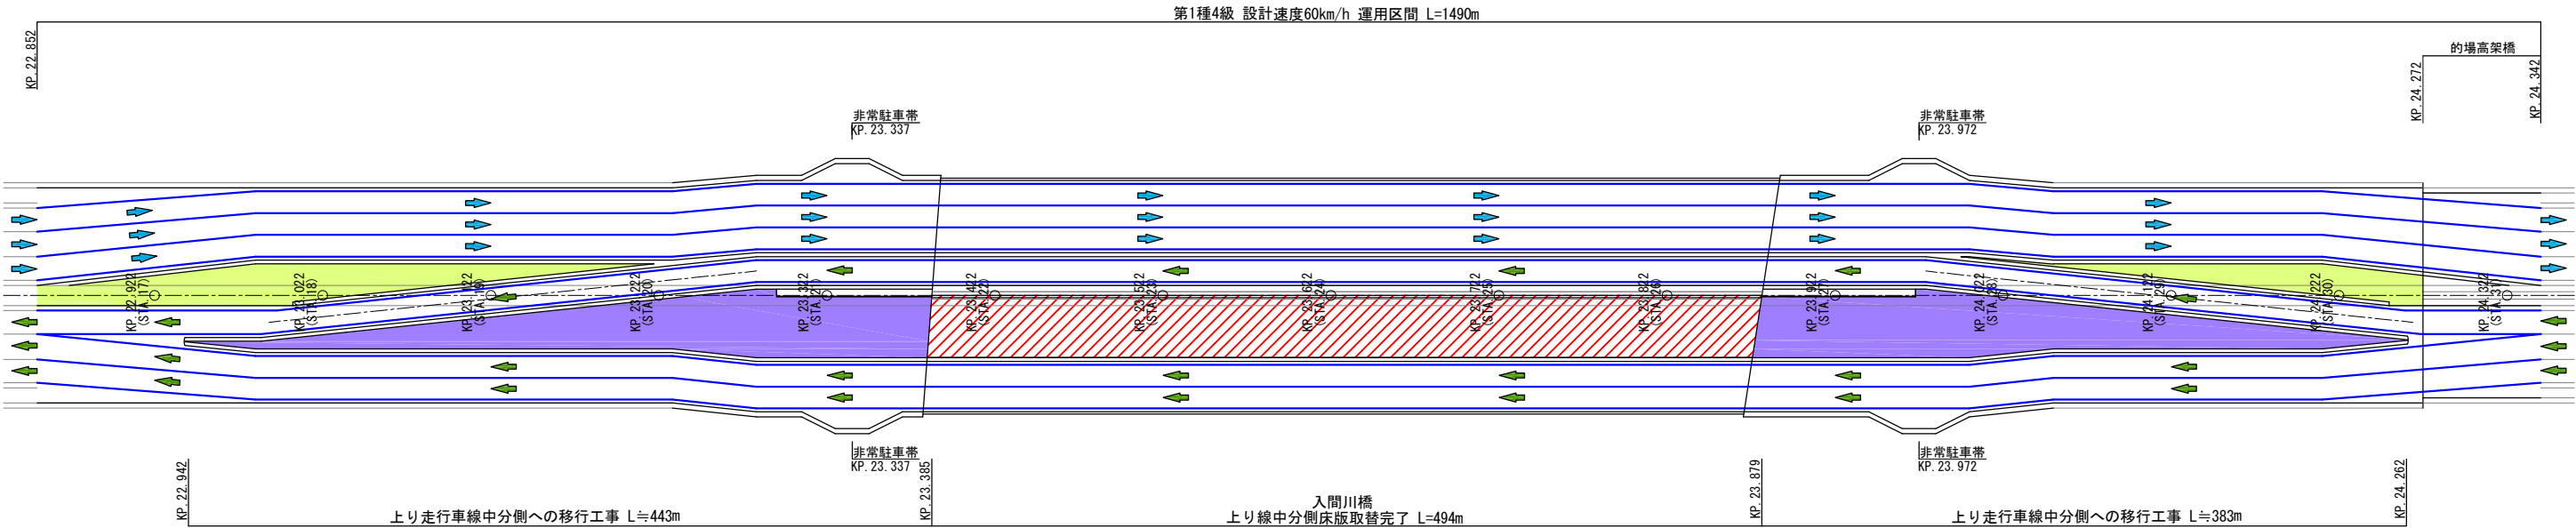 第1種4級 設計速度60km/h 運用区間 L=1490m
KP.22.852
的場高架橋
KP.24.272
KP.24.342
非常駐車帯
KP.23.337
非常駐車帯
KP.23.972
KP.22.922
(STA.17)
KP.23.022
(STA.18)
KP.23.122
(STA.19)
KP.23.222
(STA.20)
KP.23.322
(STA.21)
KP.23.422
(STA.22)
KP.23.522
(STA.23)
KP.23.622
(STA.24)
KP.23.722
(STA.25)
KP.23.822
(STA.26)
KP.23.922
(STA.27)
KP.24.022
(STA.28)
KP.24.122
(STA.29)
KP.24.222
(STA.30)
KP.24.322
(STA.31)
非常駐車帯
KP.23.337
非常駐車帯
KP.23.972
KP.22.942
KP.23.385
KP.23.879
KP.24.262
上り走行車線中分側への移行工事 L≒443m
入間川橋
上り線中分側床版取替完了 L=494m
上り走行車線中分側への移行工事 L≒383m